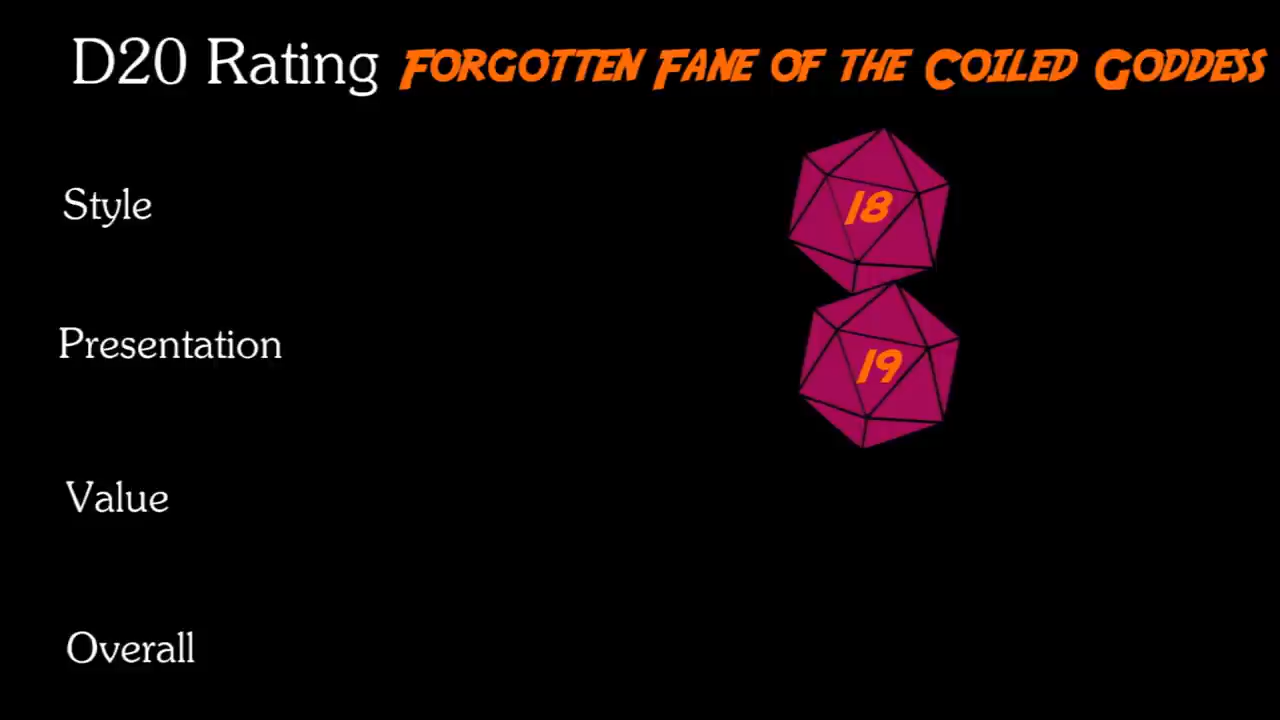 D20 Rating Forgotten Fane of the Coiled Goddess
Style
18
Presentation
19
Value
Overall